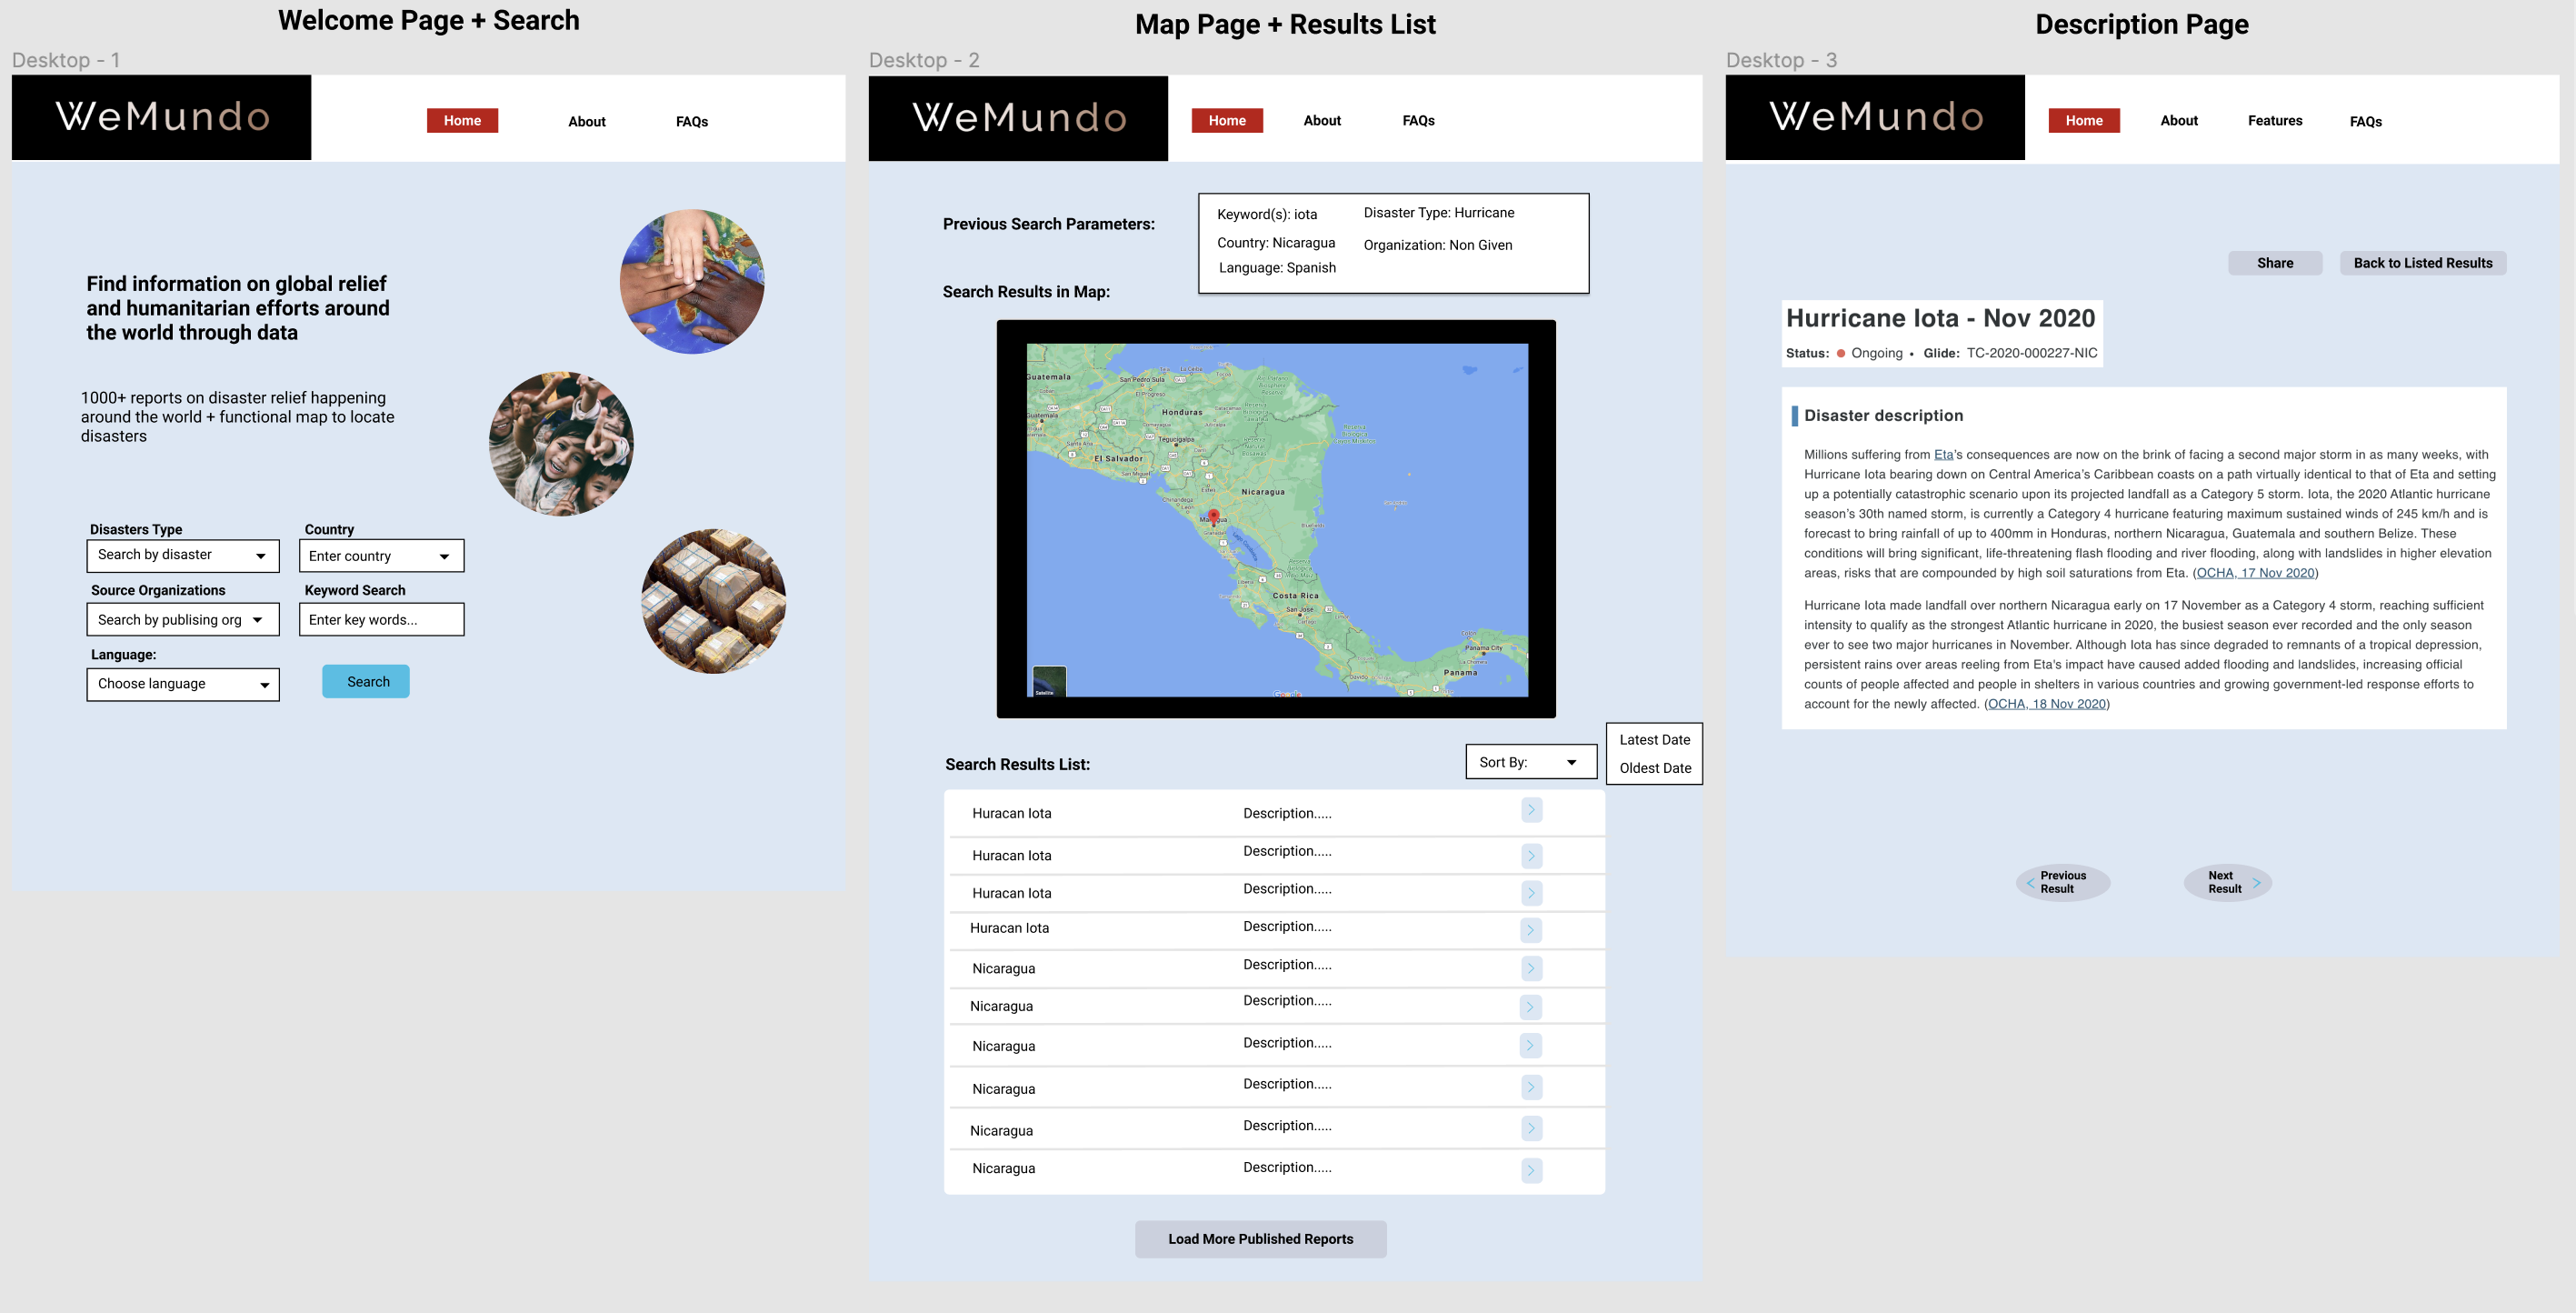 Welcome Page + Search
Desktop - 1
WeMundo
Home
About
FAQs
Find information on global relief
and humanitarian efforts around
the world through data
1000+ reports on disaster relief happening
around the world + functional map to locate
disasters
Disasters Type
Country
Search by disaster
Enter country
Source Organizations
Keyword Search
Search by publising org
Enter key words...
Language:
Choose language
Search
Map Page + Results List
Desktop - 2
WeMundo
Home
About
FAQs
Previous Search Parameters:
Keyword(s): iota
Disaster Type: Hurricane
Country: Nicaragua
Organization: Non Given
Language: Spanish
Search Results in Map:
Guatemala
San Pedro Sula
La Ceiba
El Progreso
Honduras
Guatemala
Tegucigalpa
El Salvador
San Miguel
Nicaragua
Chinandega
Leon
Managua
Granada
Bluefields
Liberia
Costa Rica
San José
Colón
Panama City
David
Panama
Satellite
Google
Search Results List:
Sort By:
Latest Date
Oldest Date
Huracan Iota
Description.....
Huracan Iota
Description.....
Huracan Iota
Description.....
Huracan Iota
Description.....
Nicaragua
Description.....
Nicaragua
Description.....
Nicaragua
Description.....
Nicaragua
Description.....
Nicaragua
Description.....
Nicaragua
Description.....
Load More Published Reports
Description Page
Desktop - 3
WeMundo
Home
About
Features
FAQs
Share
Back to Listed Results
Hurricane Iota - Nov 2020
Status: Ongoing • Glide: TC-2020-000227-NIC
Disaster description
Millions suffering from Eta's consequences are now on the brink of facing a second major storm in as many weeks, with
Hurricane Iota bearing down on Central America's Caribbean coasts on a path virtually identical to that of Eta and setting
up a potentially catastrophic scenario upon its projected landfall as a Category 5 storm. Iota, the 2020 Atlantic hurricane
season's 30th named storm, is currently a Category 4 hurricane featuring maximum sustained winds of 245 km/h and is
forecast to bring rainfall of up to 400mm in Honduras, northern Nicaragua, Guatemala and southern Belize. These
conditions will bring significant, life-threatening flash flooding and river flooding, along with landslides in higher elevation
areas, risks that are compounded by high soil saturations from Eta. (OCHA, 17 Nov 2020)
Hurricane Iota made landfall over northern Nicaragua early on 17 November as a Category 4 storm, reaching sufficient
intensity to qualify as the strongest Atlantic hurricane in 2020, the busiest season ever recorded and the only season
ever to see two major hurricanes in November. Although Iota has since degraded to remnants of a tropical depression,
persistent rains over areas reeling from Eta's impact have caused added flooding and landslides, increasing official
counts of people affected and people in shelters in various countries and growing government-led response efforts to
account for the newly affected. (OCHA, 18 Nov 2020)
< Previous
Result
Next
Result >